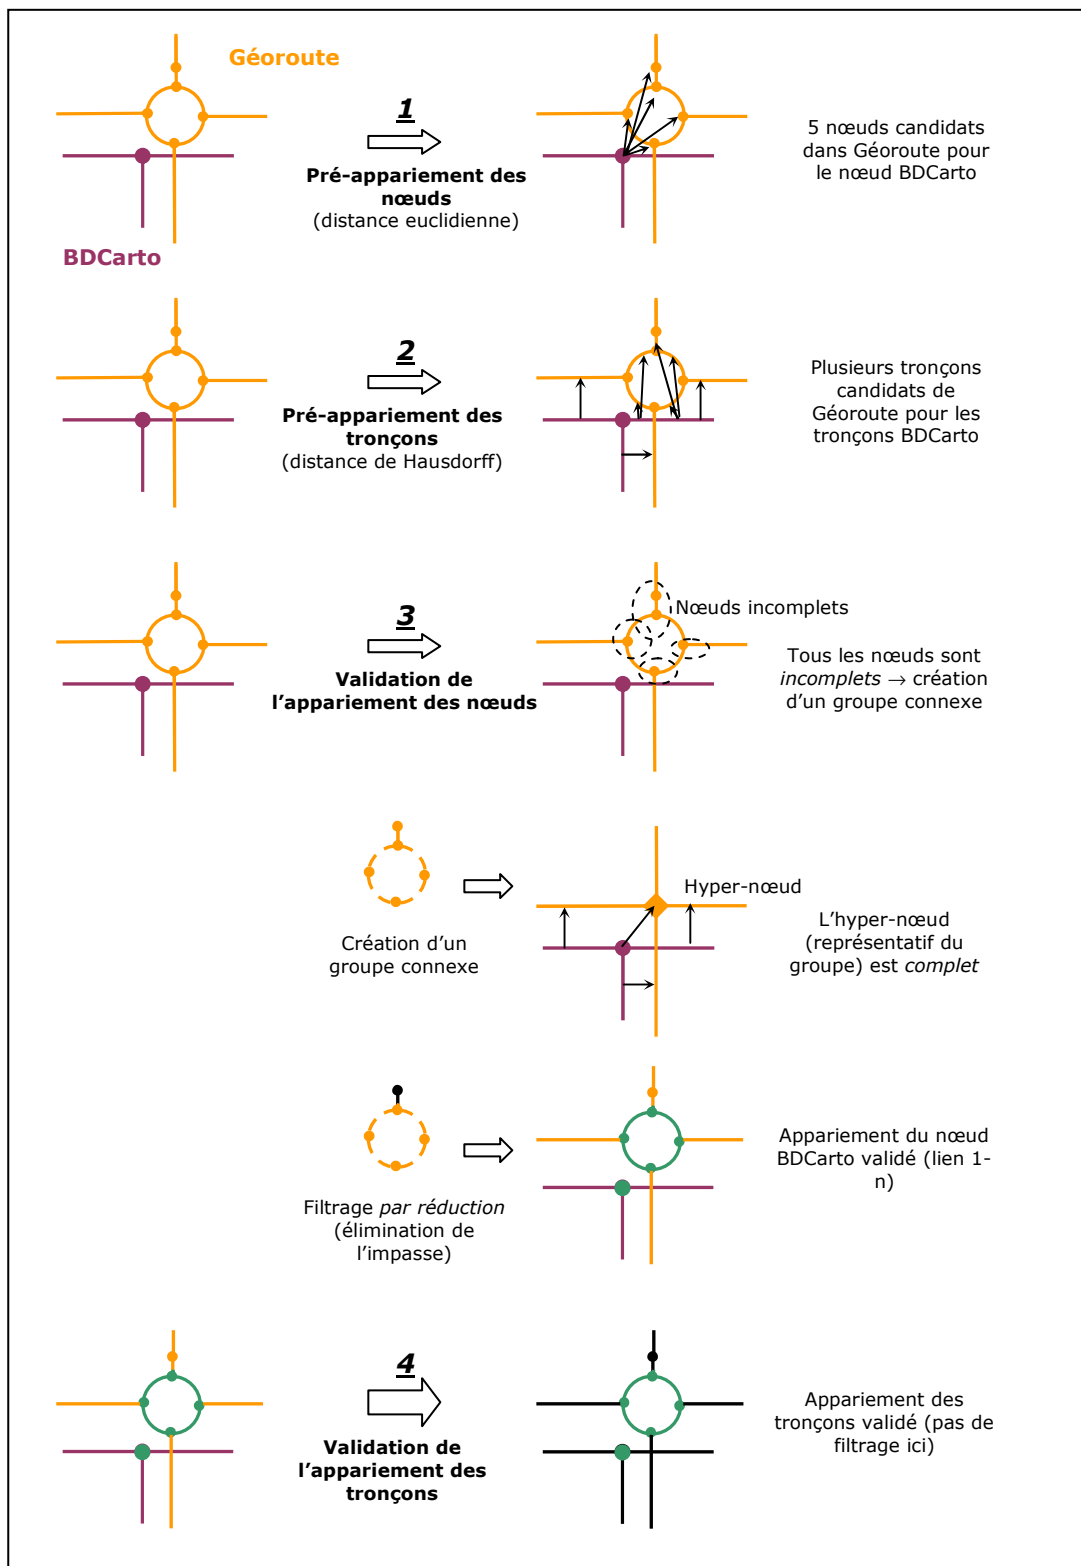 Géoroute
1
Pré-appariement des
nœuds
(distance euclidienne)
5 nœuds candidats
dans Géoroute pour
le nœud BDCarto
BDCarto
2
Pré-appariement des
tronçons
(distance de Hausdorff)
Plusieurs tronçons
candidats de
Géoroute pour les
tronçons BDCarto
3
Validation de
l'appariement des nœuds
Nœuds incomplets
Tous les nœuds sont
incomplets → création
d'un groupe connexe
Création d'un
groupe connexe
Hyper-nœud
L'hyper-nœud
(représentatif du
groupe) est complet
Filtrage par réduction
(élimination de
l'impasse)
Appariement du nœud
BDCarto validé (lien 1-
n)
4
Validation de
l'appariement des
tronçons
Appariement des
tronçons validé (pas de
filtrage ici)